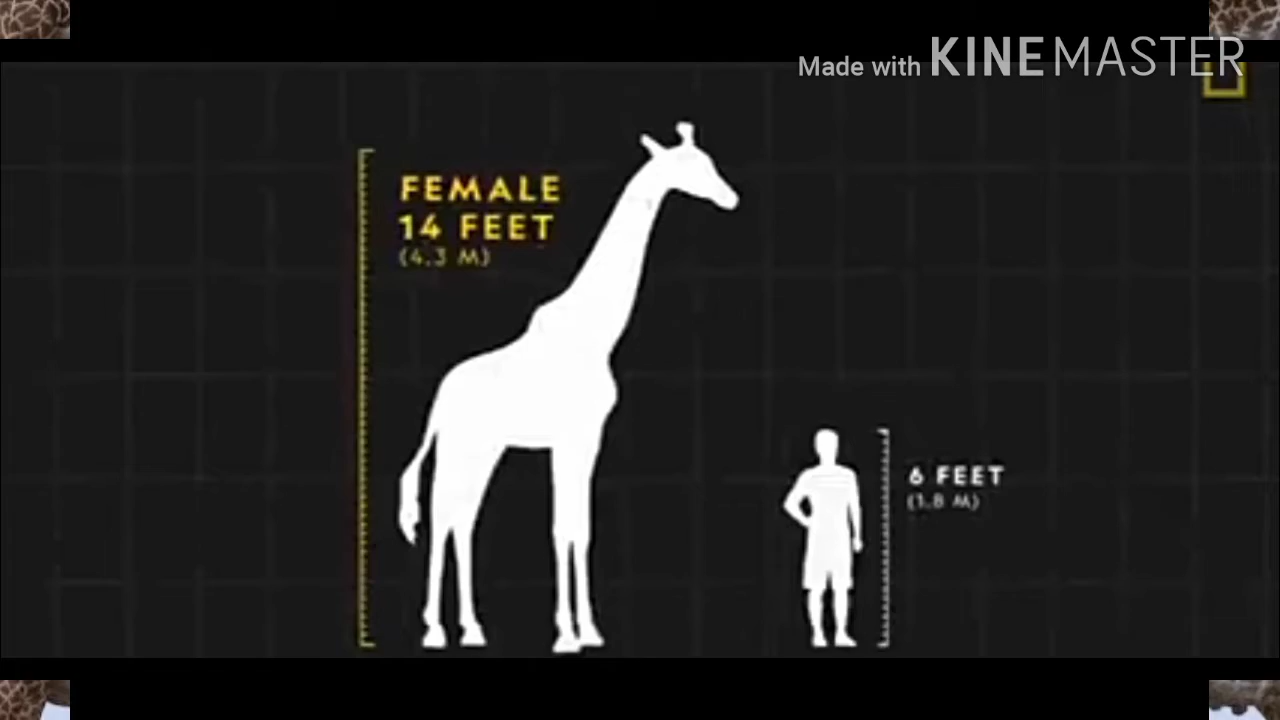 Made with KINEMASTER
FEMALE
14 FEET
(4.3 M)
6 FEET
(1.8 M)